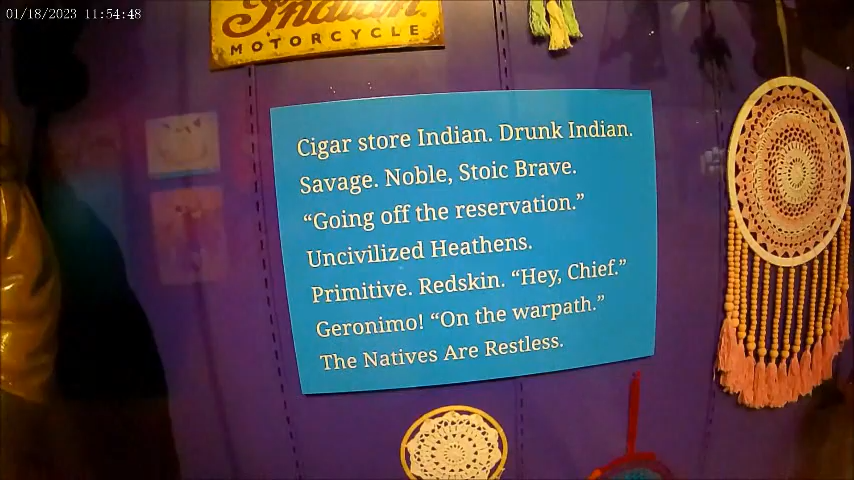 01/18/2023 11:54:48
Indian
MOTORCYCLE
Cigar store Indian. Drunk Indian.
Savage. Noble, Stoic Brave.
“Going off the reservation.”
Uncivilized Heathens.
Primitive. Redskin. “Hey, Chief.”
Geronimo! “On the warpath.”
The Natives Are Restless.